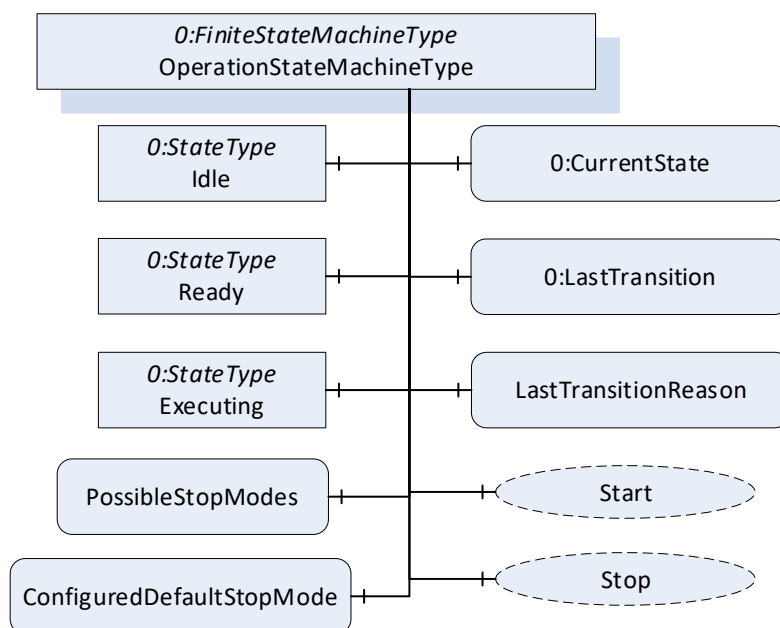 0:FiniteStateMachineType
OperationStateMachineType
0:StateType
Idle
0:CurrentState
0:StateType
Ready
0:LastTransition
0:StateType
Executing
LastTransitionReason
PossibleStopModes
Start
ConfiguredDefaultStopMode
Stop